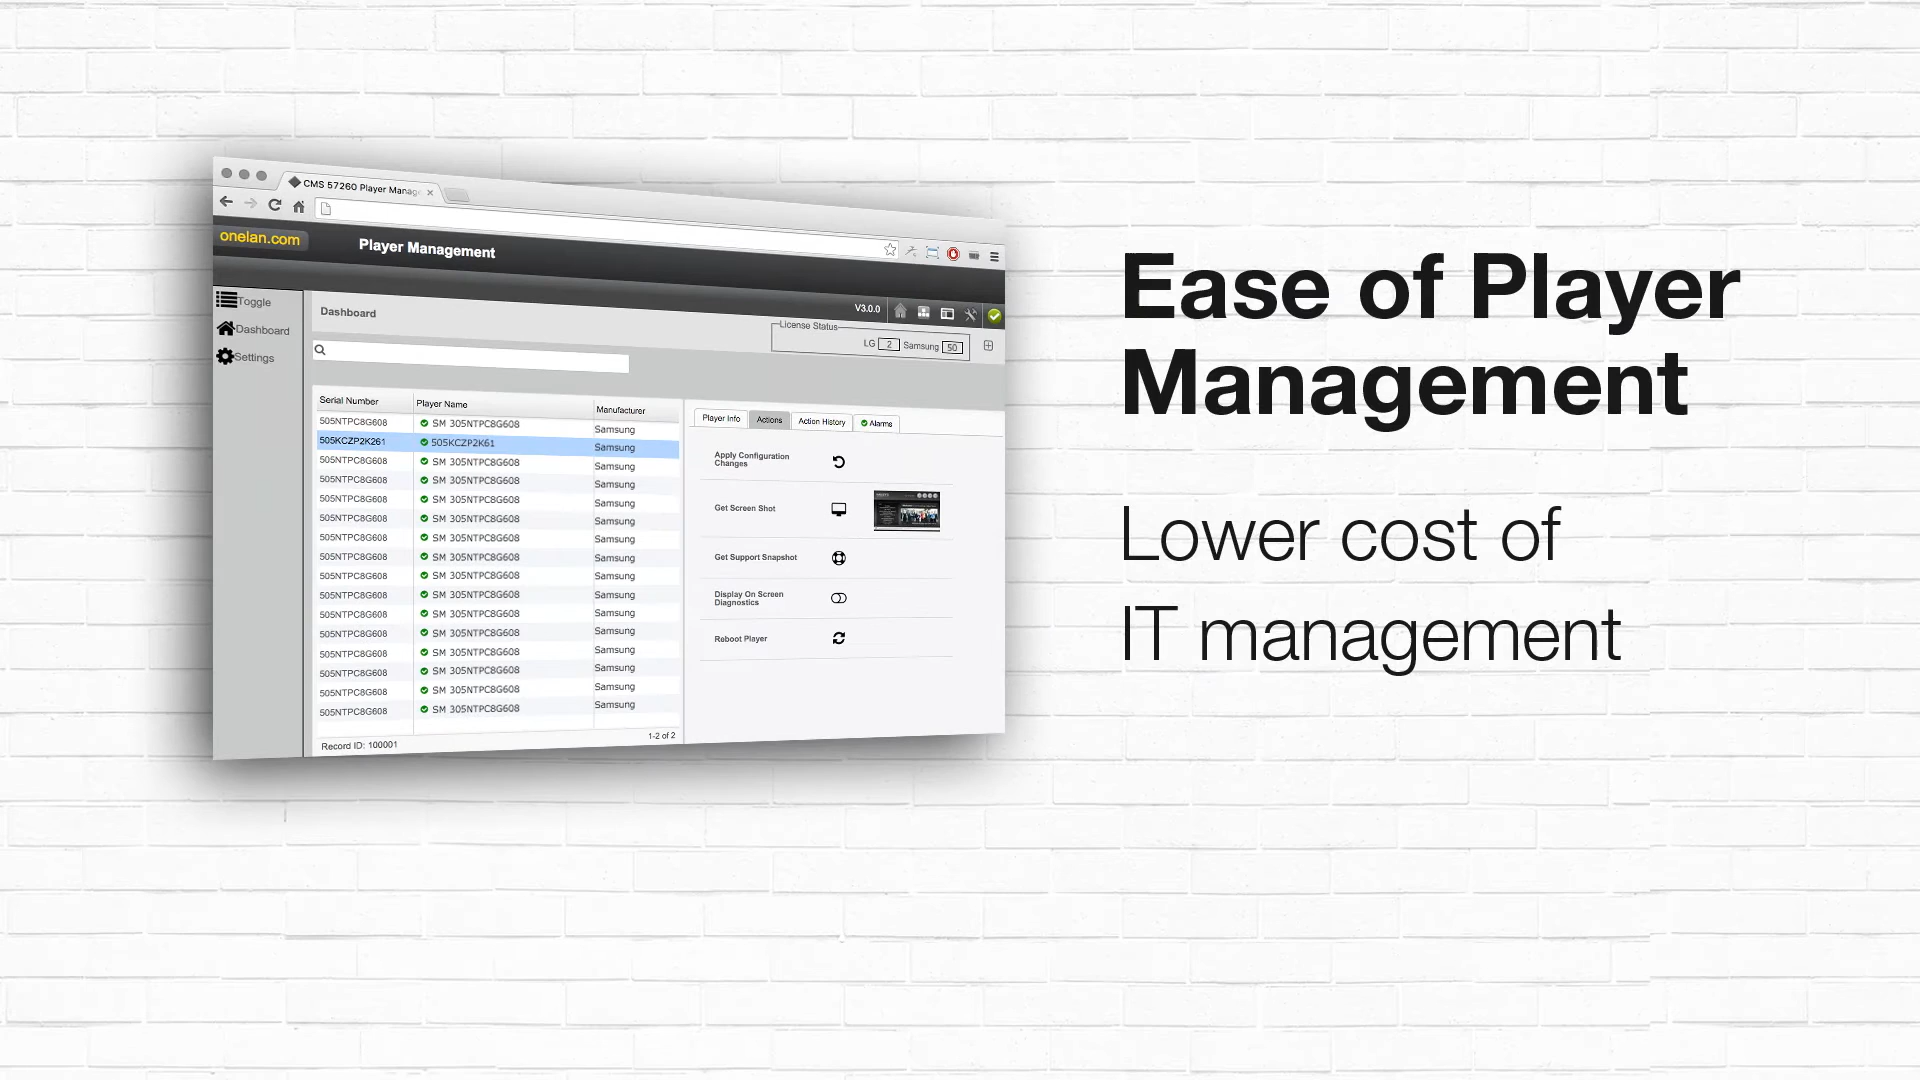 CMS 57260 Player Manage
onelan.com
Player Management
V3.0.0
Toggle
Dashboard
Settings
Dashboard
License Status
LG 2 Samsung 50
Serial Number Player Name Manufacturer
505NTPC8G608 SM 305NTPC8G608 Samsung
505KCZP2K261 505KCZP2K61 Samsung
505NTPC8G608 SM 305NTPC8G608 Samsung
505NTPC8G608 SM 305NTPC8G608 Samsung
505NTPC8G608 SM 305NTPC8G608 Samsung
505NTPC8G608 SM 305NTPC8G608 Samsung
505NTPC8G608 SM 305NTPC8G608 Samsung
505NTPC8G608 SM 305NTPC8G608 Samsung
505NTPC8G608 SM 305NTPC8G608 Samsung
505NTPC8G608 SM 305NTPC8G608 Samsung
505NTPC8G608 SM 305NTPC8G608 Samsung
505NTPC8G608 SM 305NTPC8G608 Samsung
505NTPC8G608 SM 305NTPC8G608 Samsung
505NTPC8G608 SM 305NTPC8G608 Samsung
505NTPC8G608 SM 305NTPC8G608 Samsung
505NTPC8G608 SM 305NTPC8G608 Samsung
Record ID: 100001
1-2 of 2
Player Info Actions Action History Alarms
Apply Configuration
Changes
Get Screen Shot
Get Support Snapshot
Display On Screen
Diagnostics
Reboot Player
Ease of Player
Management
Lower cost of
IT management